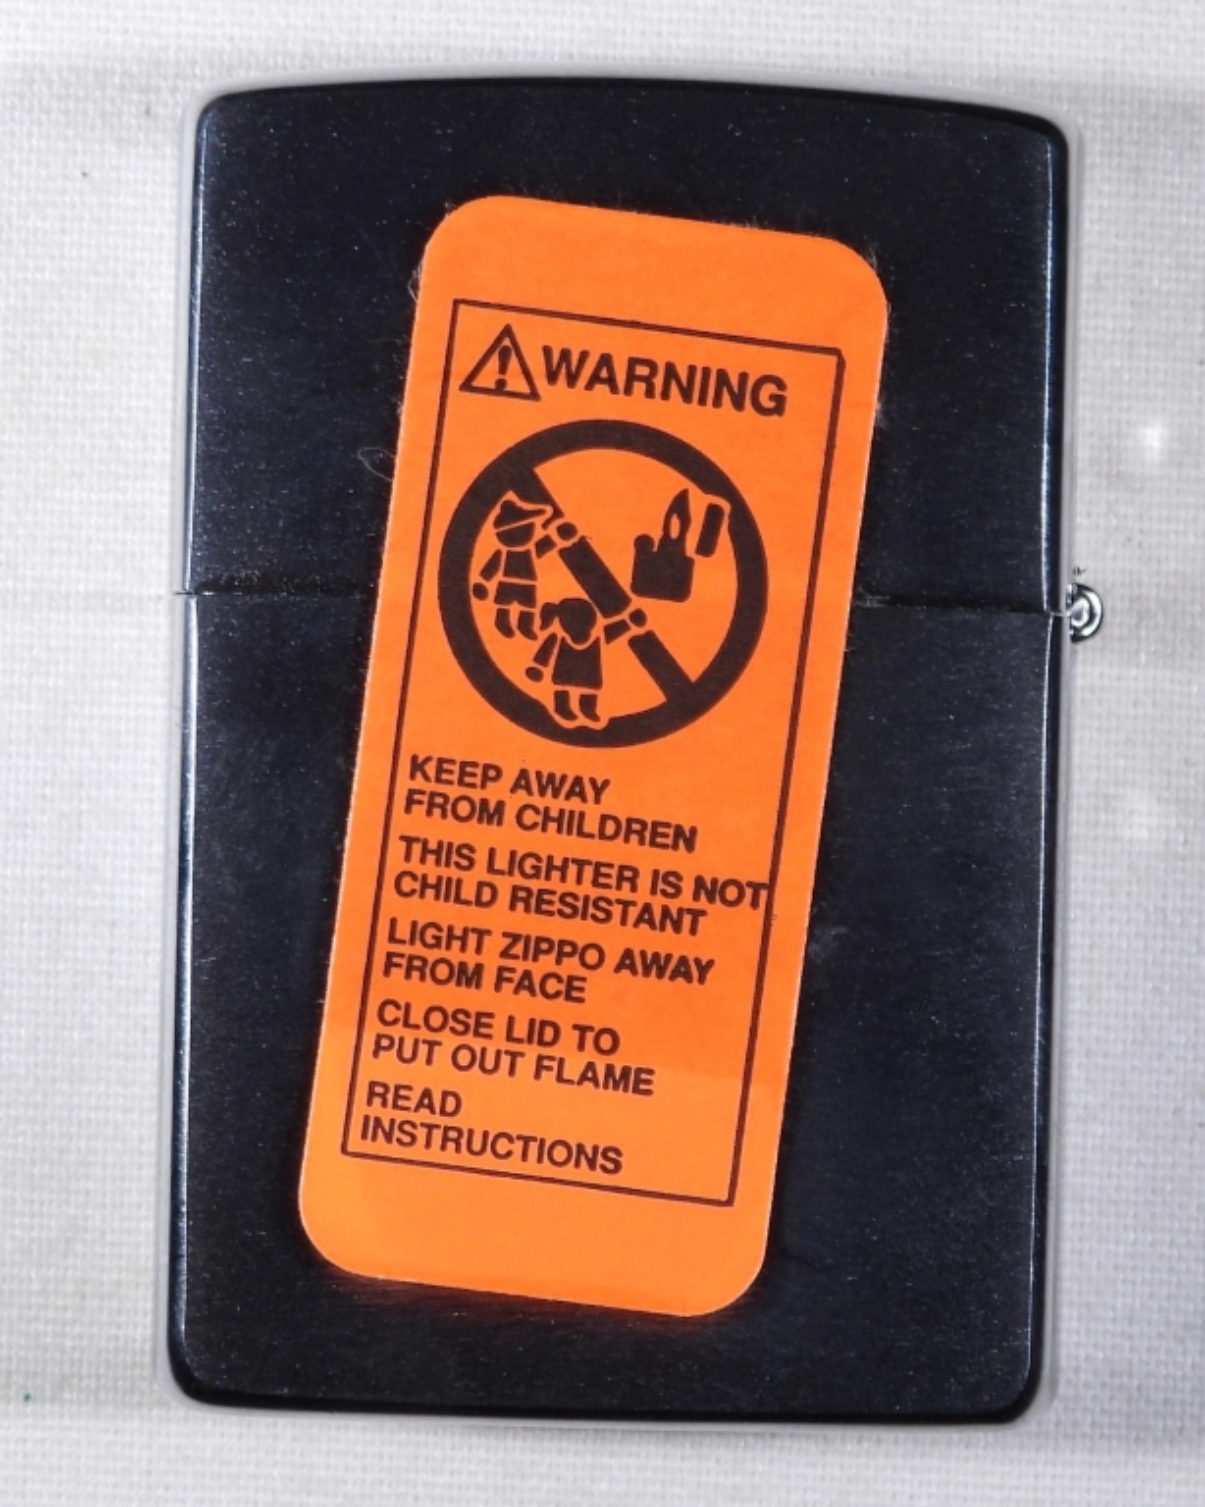 WARNING
KEEP AWAY
FROM CHILDREN
THIS LIGHTER IS NOT
CHILD RESISTANT
LIGHT ZIPPO AWAY
FROM FACE
CLOSE LID TO
PUT OUT FLAME
READ
INSTRUCTIONS